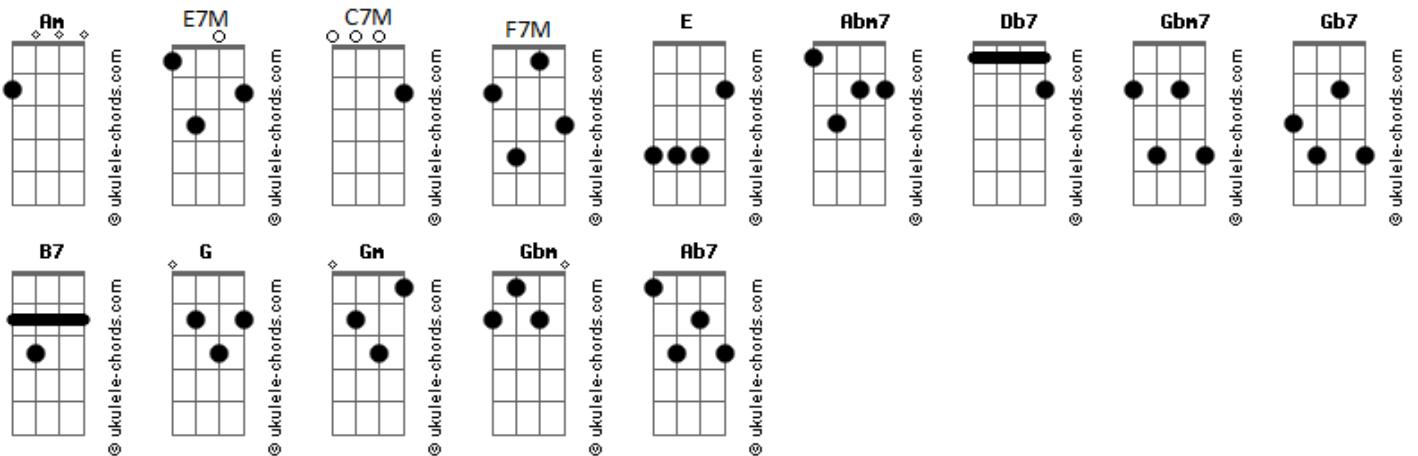 Am E7M C7M F7M E Abm7 Db7 Gbm7 Gb7
© ukulele-chords.com © ukulele-chords.com © ukulele-chords.com © ukulele-chords.com © ukulele-chords.com © ukulele-chords.com © ukulele-chords.com © ukulele-chords.com © ukulele-chords.com
B7 G Gm Gbm Ab7
© ukulele-chords.com © ukulele-chords.com © ukulele-chords.com © ukulele-chords.com © ukulele-chords.com